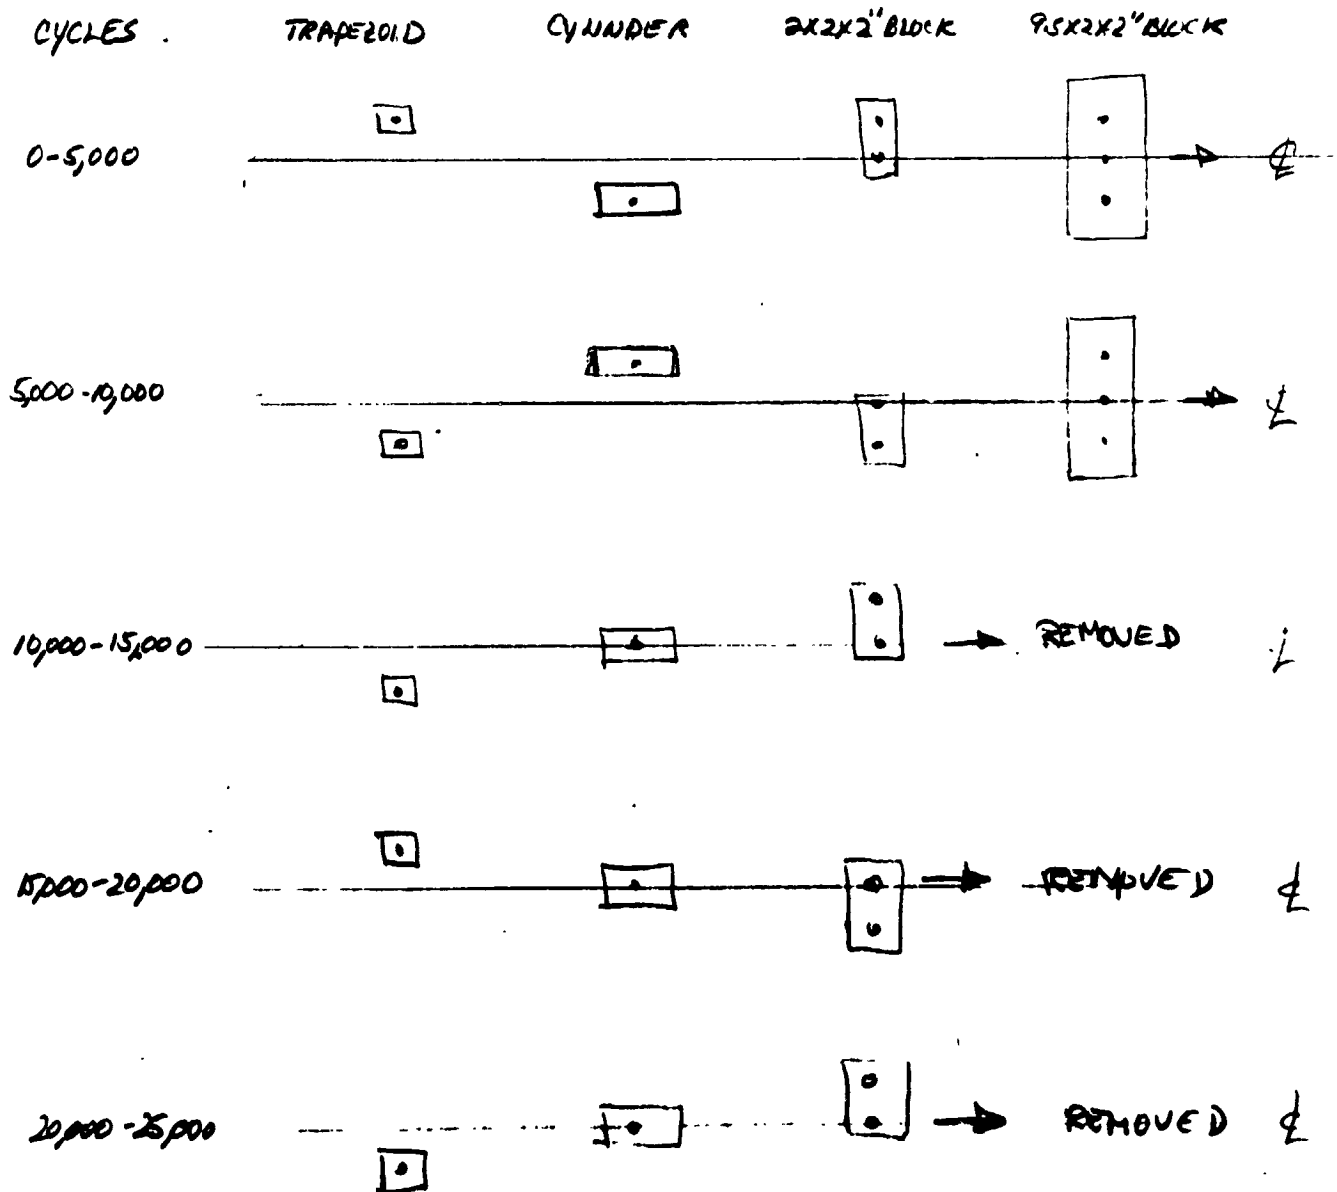 CYCLES. TRAPEZOID CYLINDER 2X2X2" BLOCK 9.5X2X2" BLOCK
0-5,000 ℄
5,000-10,000 ℄
10,000-15,000 REMOVED
15,000-20,000 REMOVED ℄
20,000-25,000 REMOVED ℄